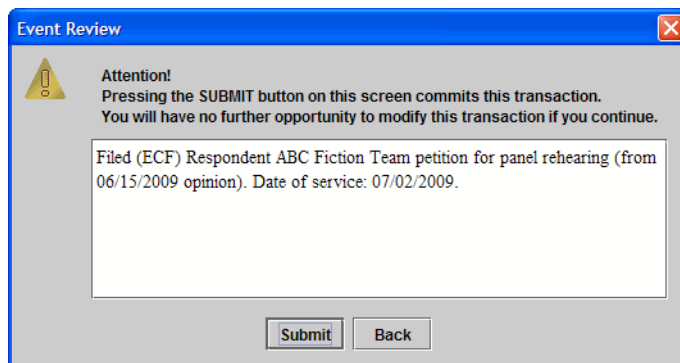 Event Review
Attention!
Pressing the SUBMIT button on this screen commits this transaction.
You will have no further opportunity to modify this transaction if you continue.
Filed (ECF) Respondent ABC Fiction Team petition for panel rehearing (from
06/15/2009 opinion). Date of service: 07/02/2009.
Submit
Back